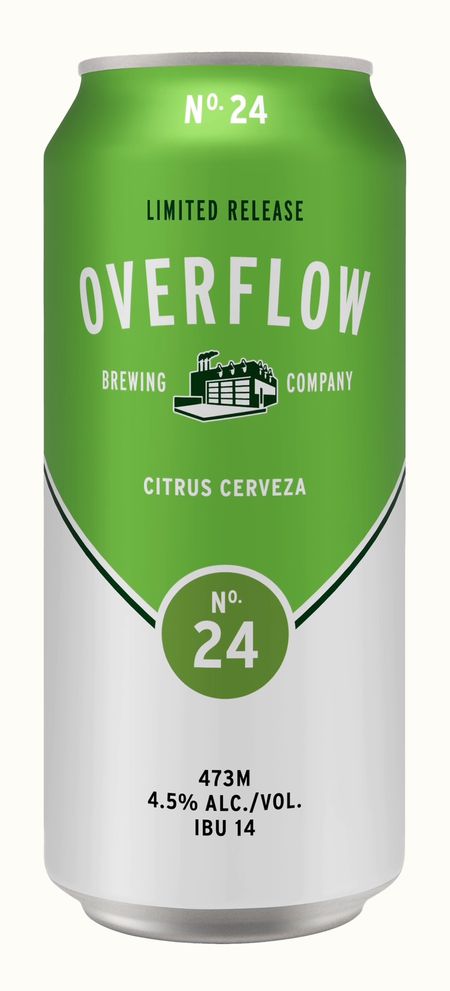 Nº. 24
LIMITED RELEASE
OVERFLOW
BREWING COMPANY
CITRUS CERVEZA
Nº.
24
473M
4.5% ALC./VOL.
IBU 14